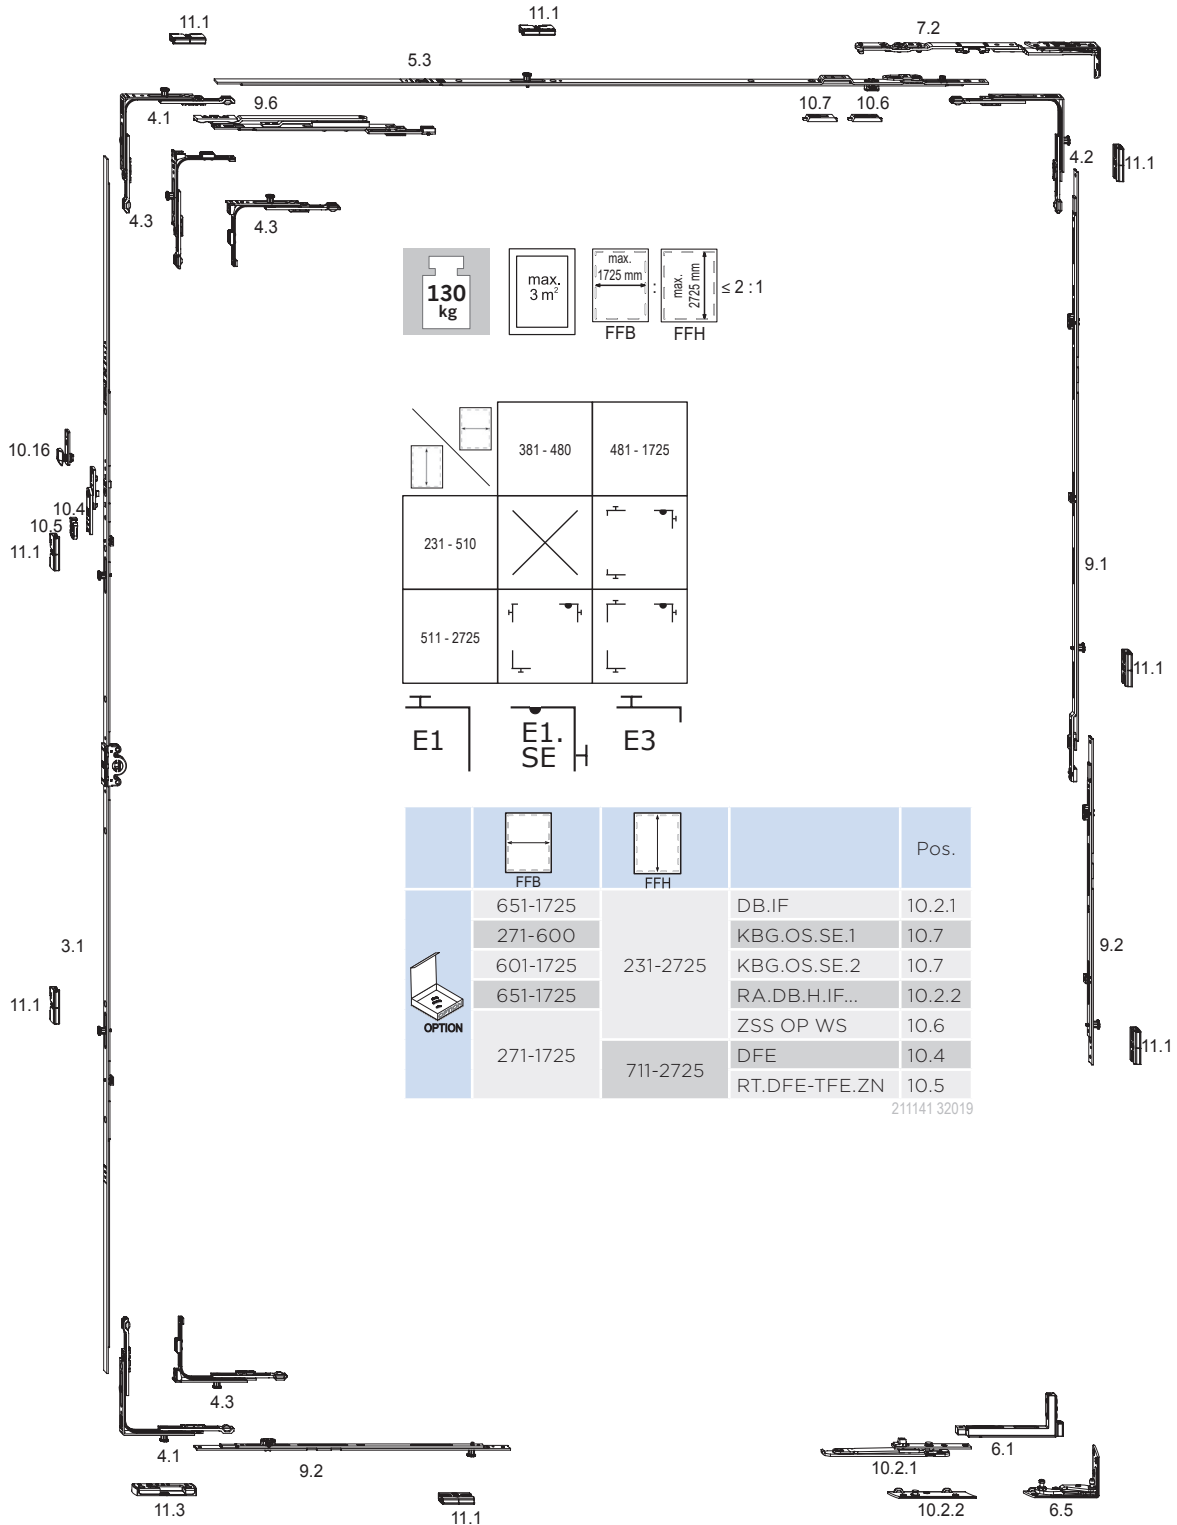 11.1
11.1
7.2
5.3
4.1
9.6
10.7
10.6
4.2
11.1
4.3
4.3
130
kg
max.
3 m²
max.
1725 mm
FFB
:
max.
2725 mm
FFH
≤ 2 : 1
10.16
10.4
10.5
11.1
381 - 480
481 - 1725
231 - 510
511 - 2725
E1
E1.
SE
E3
9.1
11.1
FFB
FFH
Pos.
651-1725
DB.IF
10.2.1
271-600
KBG.OS.SE.1
10.7
601-1725
231-2725
KBG.OS.SE.2
10.7
651-1725
RA.DB.H.IF...
10.2.2
ZSS OP WS
10.6
271-1725
711-2725
DFE
10.4
RT.DFE-TFE.ZN
10.5
OPTION
211141 32019
3.1
11.1
9.2
11.1
4.3
4.1
9.2
11.3
11.1
6.1
10.2.1
10.2.2
6.5